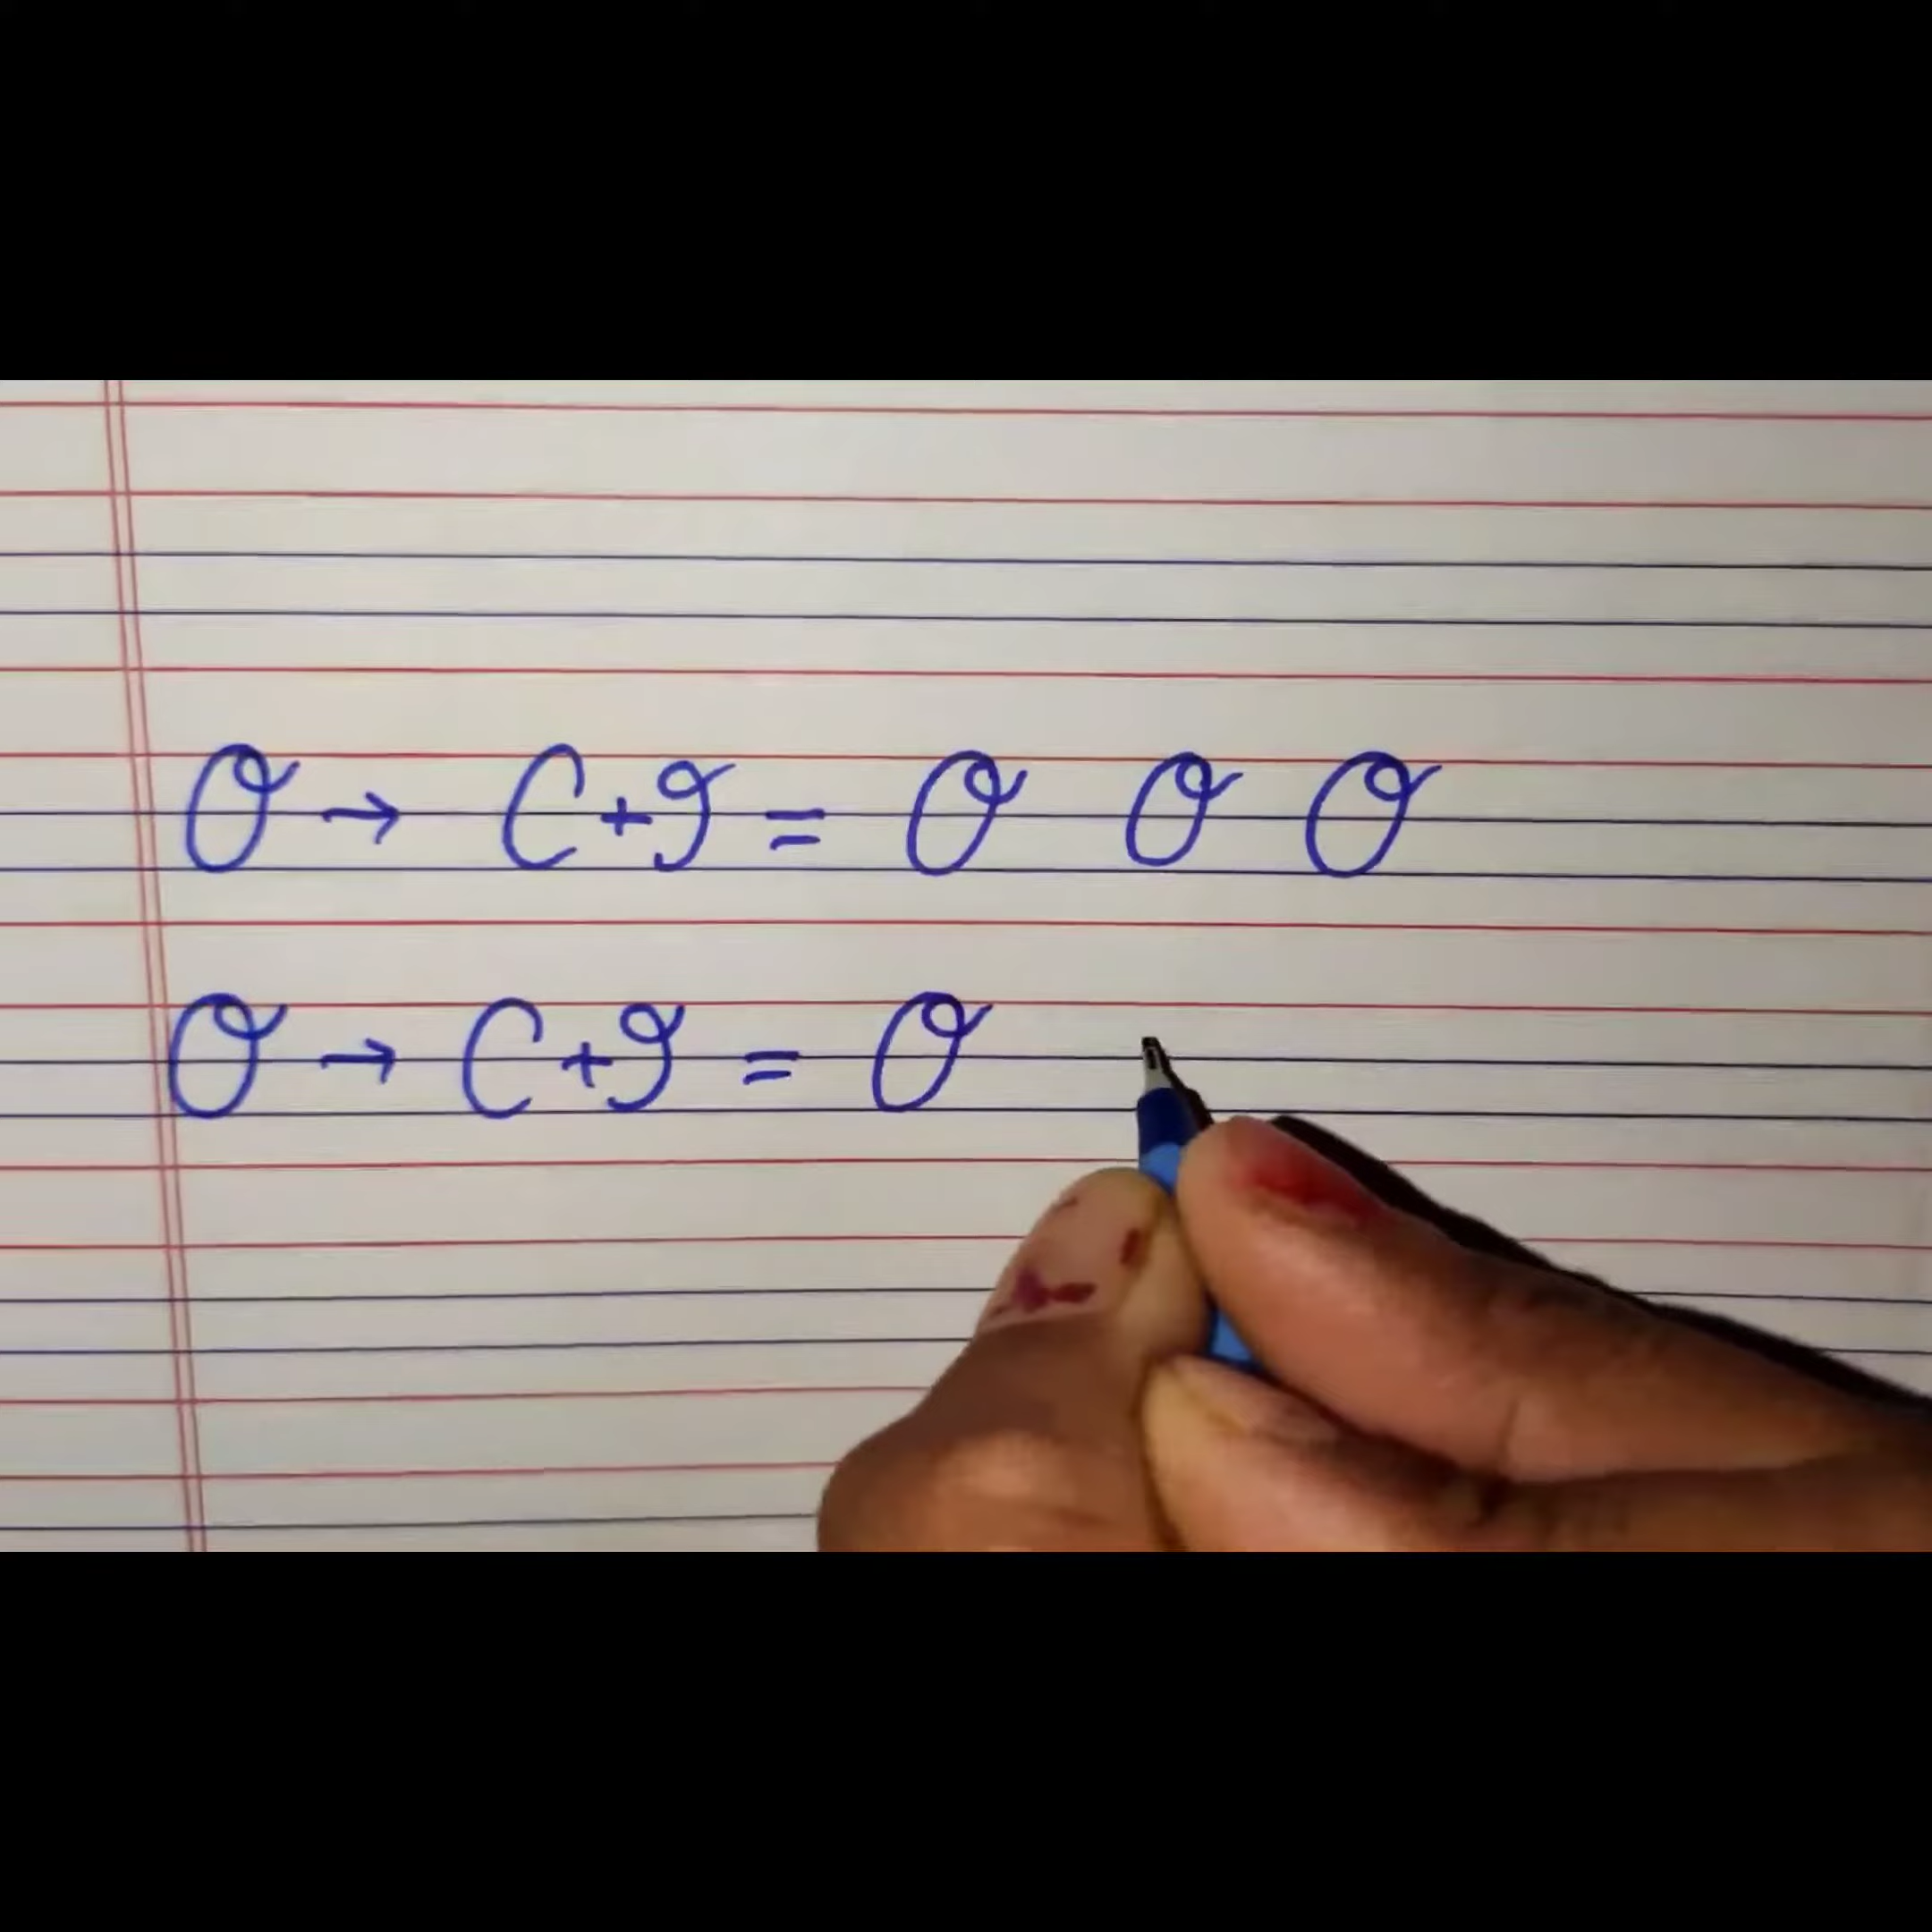 O → C + 9 = O O O
O → C + 9 = O